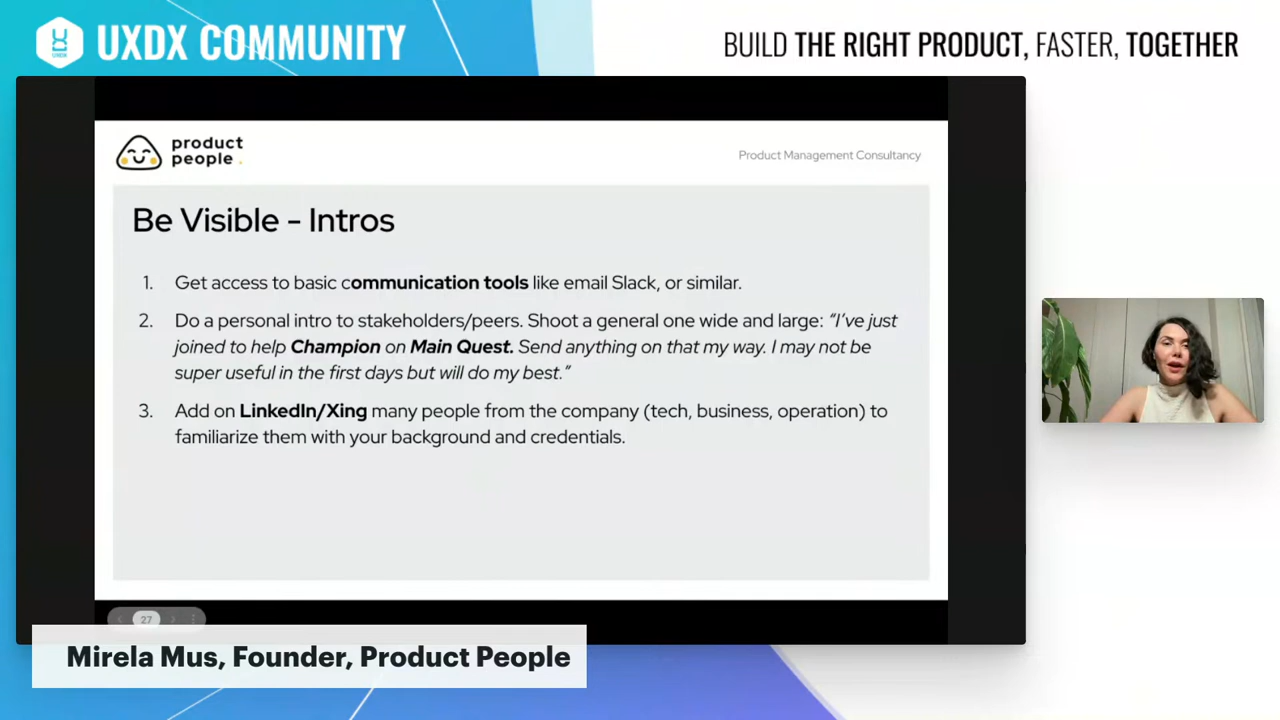 UXDX
UXDX COMMUNITY
BUILD THE RIGHT PRODUCT, FASTER, TOGETHER
product
people .
Product Management Consultancy
Be Visible - Intros
1. Get access to basic communication tools like email Slack, or similar.
2. Do a personal intro to stakeholders/peers. Shoot a general one wide and large: “I’ve just
joined to help Champion on Main Quest. Send anything on that my way. I may not be
super useful in the first days but will do my best.”
3. Add on LinkedIn/Xing many people from the company (tech, business, operation) to
familiarize them with your background and credentials.
27
Mirela Mus, Founder, Product People